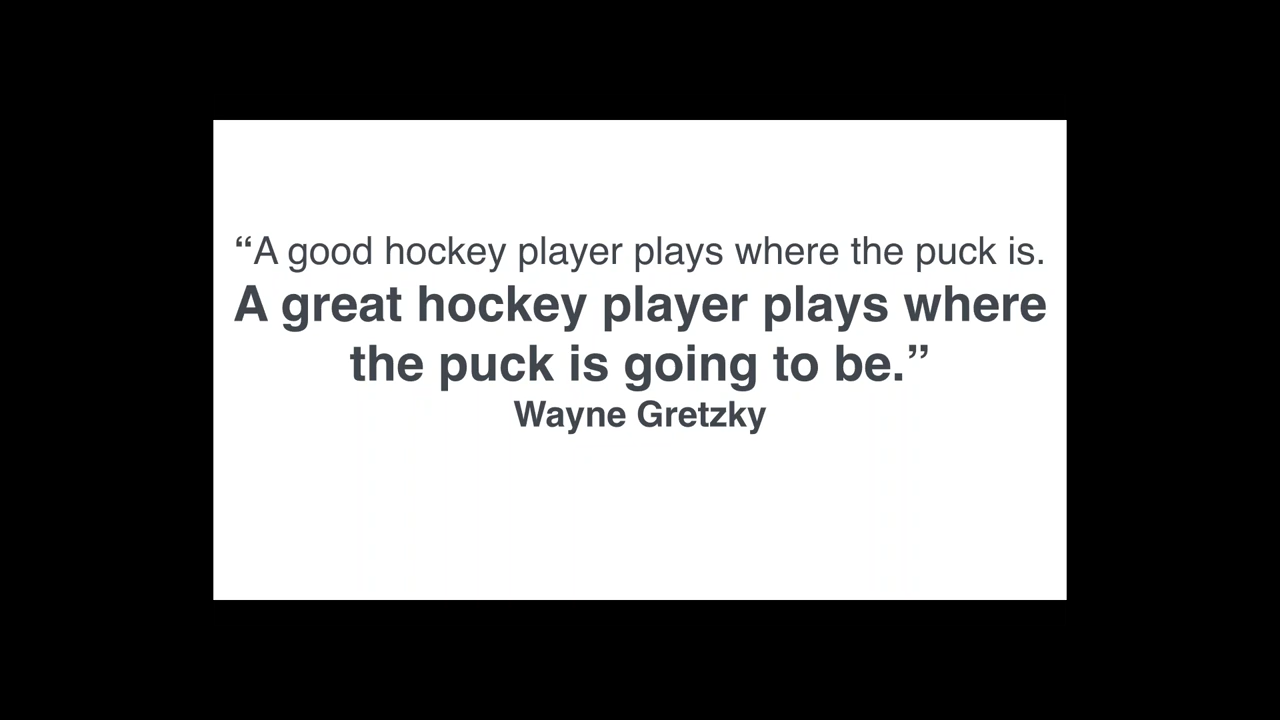 “A good hockey player plays where the puck is.
A great hockey player plays where
the puck is going to be.”
Wayne Gretzky